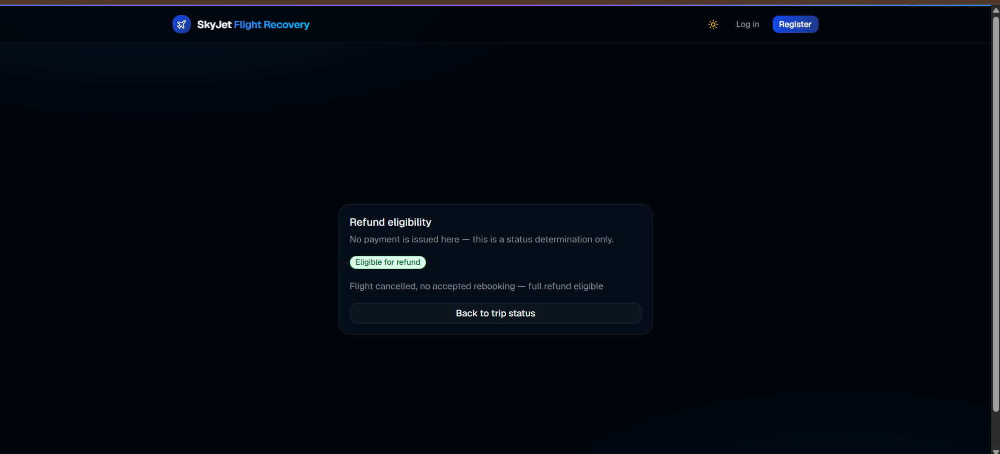 SkyJet Flight Recovery
Log in
Register
Refund eligibility
No payment is issued here — this is a status determination only.
Eligible for refund
Flight cancelled, no accepted rebooking — full refund eligible
Back to trip status